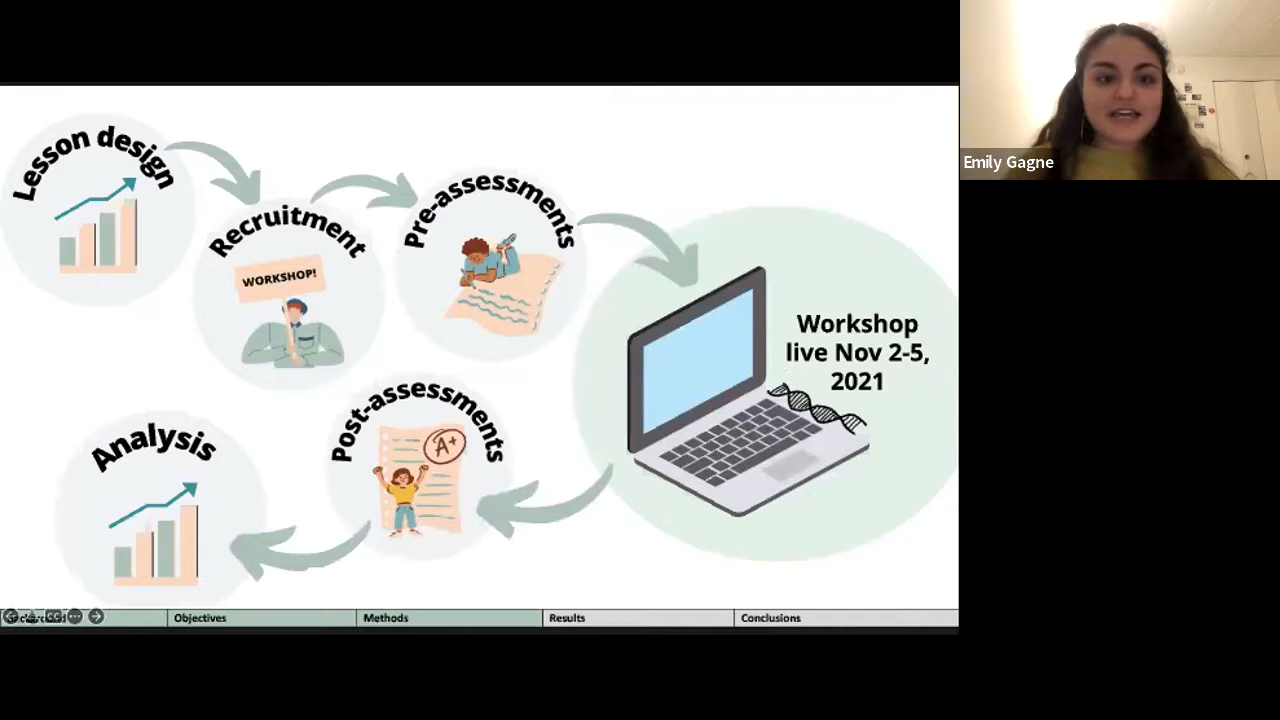 Lesson design
Recruitment
WORKSHOP!
Pre-assessments
Workshop
live Nov 2-5,
2021
Post-assessments
A+
Analysis
Objectives
Methods
Results
Conclusions
Emily Gagne